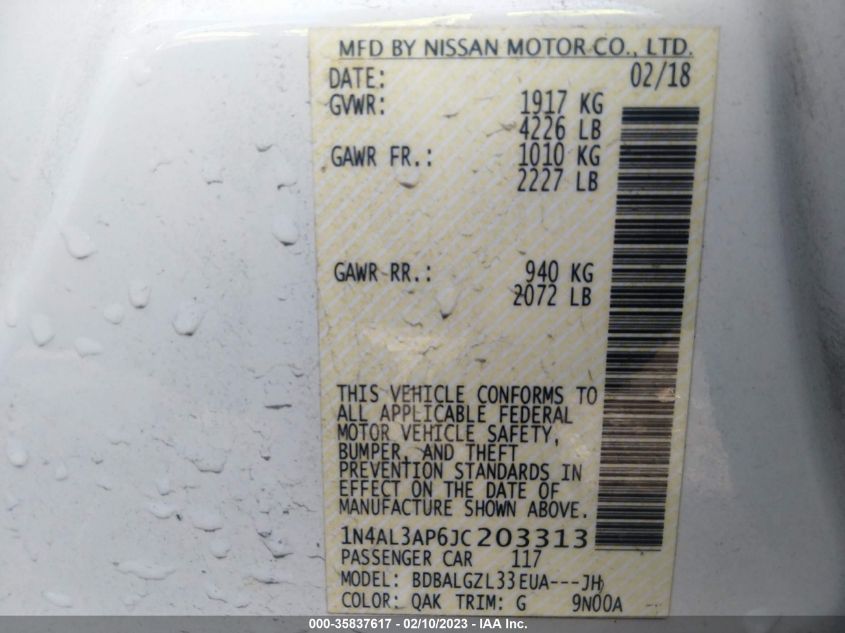 MFD BY NISSAN MOTOR CO., LTD.
DATE: 02/18
GVWR: 1917 KG
4226 LB
GAWR FR.: 1010 KG
2227 LB
GAWR RR.: 940 KG
2072 LB
THIS VEHICLE CONFORMS TO
ALL APPLICABLE FEDERAL
MOTOR VEHICLE SAFETY,
BUMPER, AND THEFT
PREVENTION STANDARDS IN
EFFECT ON THE DATE OF
MANUFACTURE SHOWN ABOVE.
1N4AL3AP6JC203313
PASSENGER CAR 117
MODEL: BDBALGZL33EUA---JH
COLOR: QAK TRIM: G 9N00A
000-35837617 - 02/10/2023 - IAA Inc.